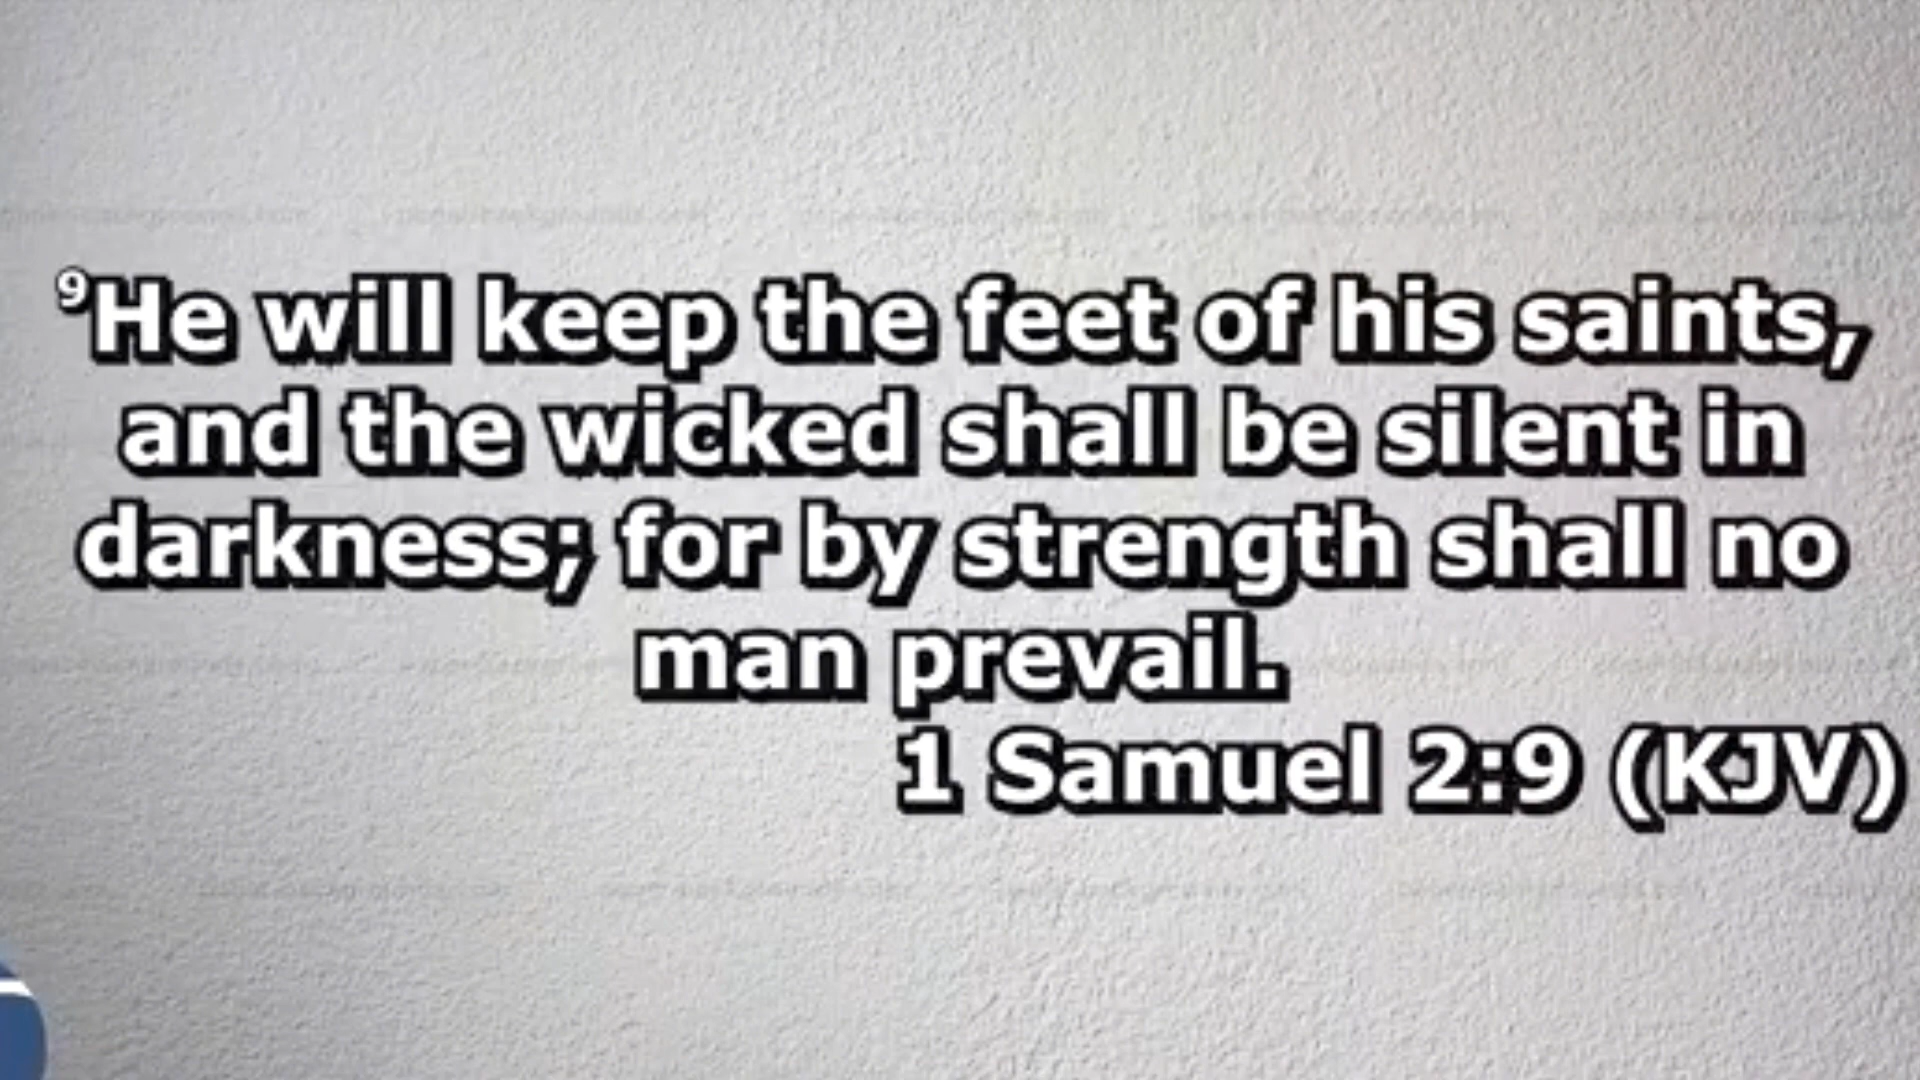 ⁹He will keep the feet of his saints,
and the wicked shall be silent in
darkness; for by strength shall no
man prevail.
1 Samuel 2:9 (KJV)